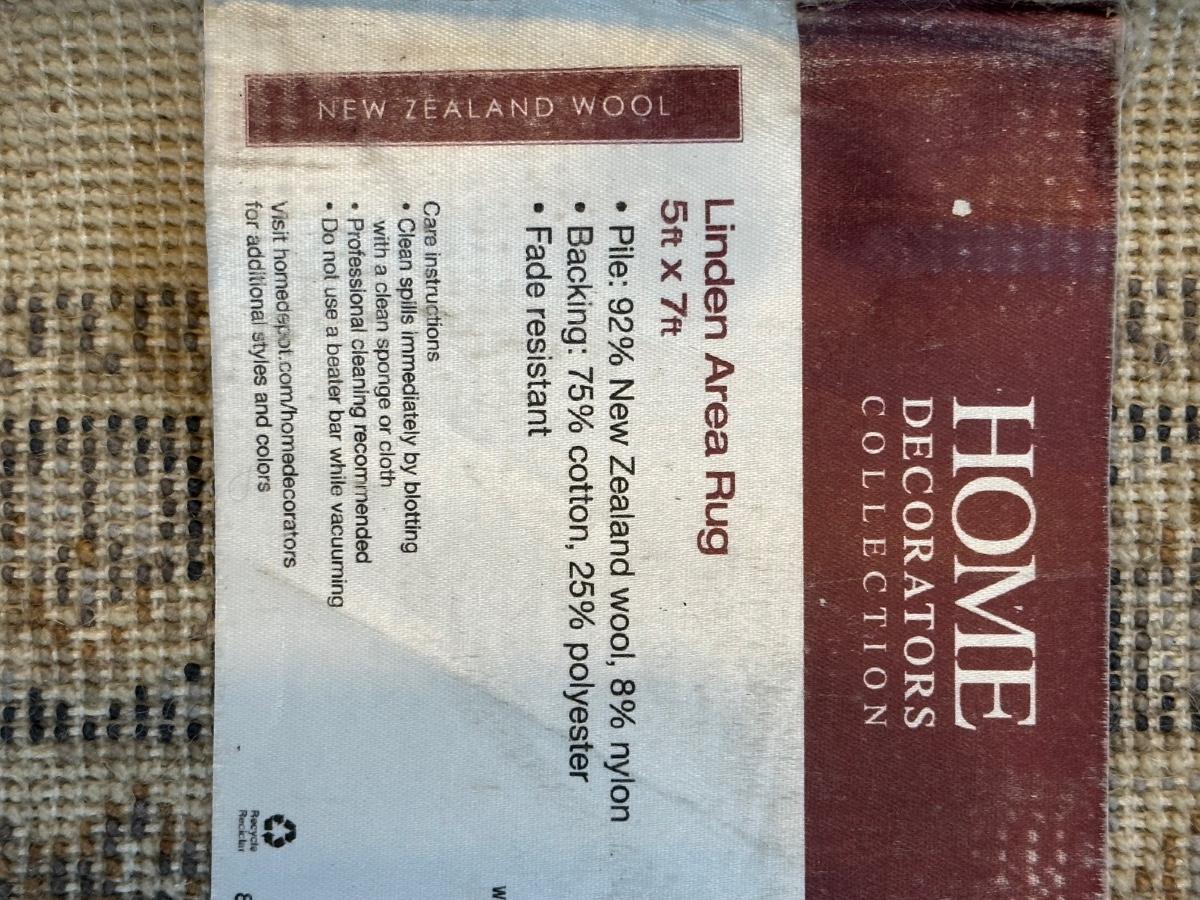 HOME
DECORATORS
COLLECTION
NEW ZEALAND WOOL
Linden Area Rug
5ft x 7ft
• Pile: 92% New Zealand wool, 8% nylon
• Backing: 75% cotton, 25% polyester
• Fade resistant
Care instructions
• Clean spills immediately by blotting
with a clean sponge or cloth
• Professional cleaning recommended
• Do not use a beater bar while vacuuming
Visit homedepot.com/homedecorators
for additional styles and colors
Recycle
Reciclar